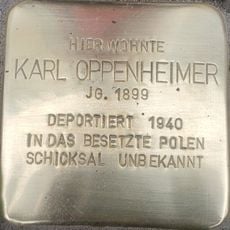 HIER WOHNTE
KARL OPPENHEIMER
JG. 1899
DEPORTIERT 1940
IN DAS BESETZTE POLEN
SCHICKSAL UNBEKANNT